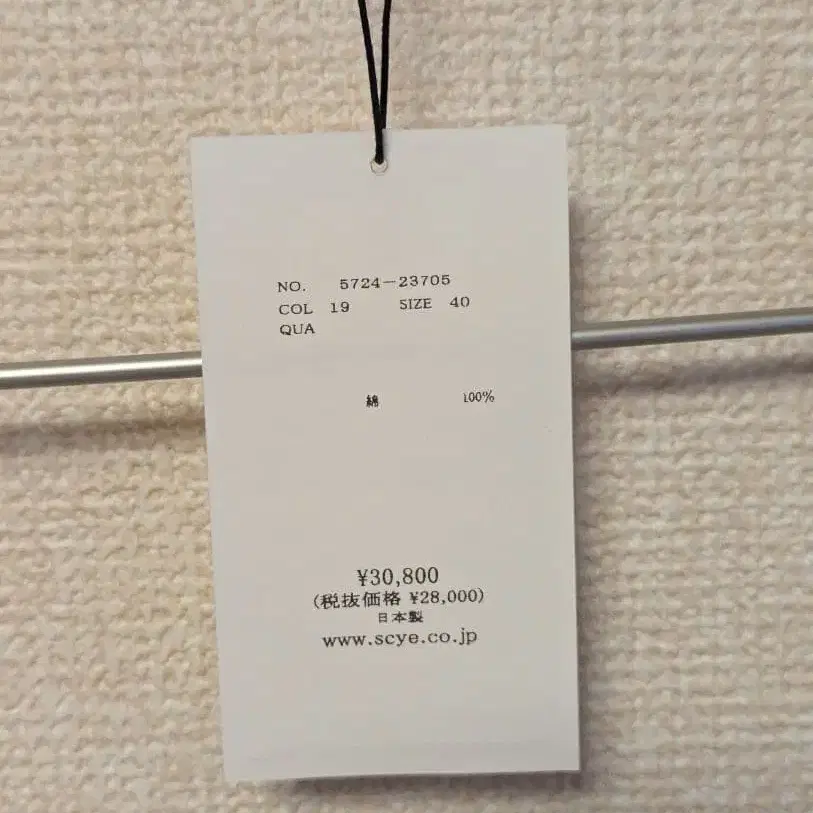 NO. 5724-23705
COL 19 SIZE 40
QUA
綿 100%
¥30,800
(税抜価格 ¥28,000)
日本製
www.scye.co.jp